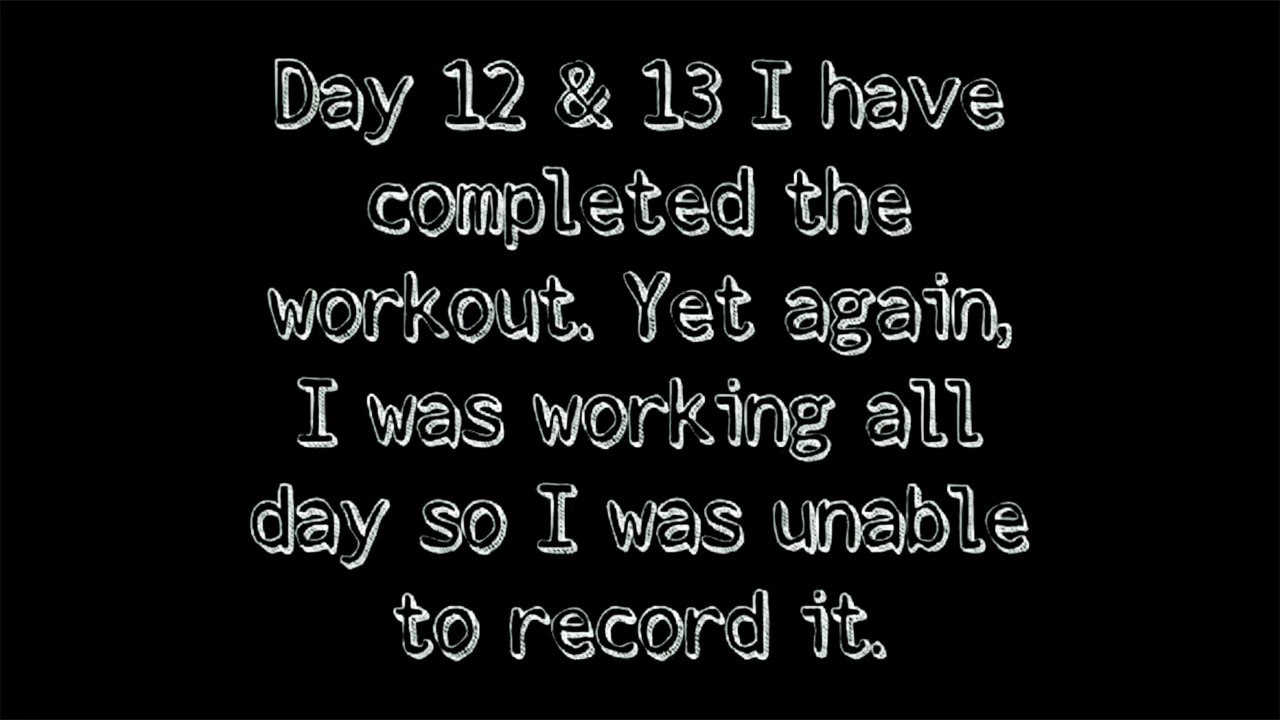 Day 12 & 13 I have
completed the
workout. Yet again,
I was working all
day so I was unable
to record it.